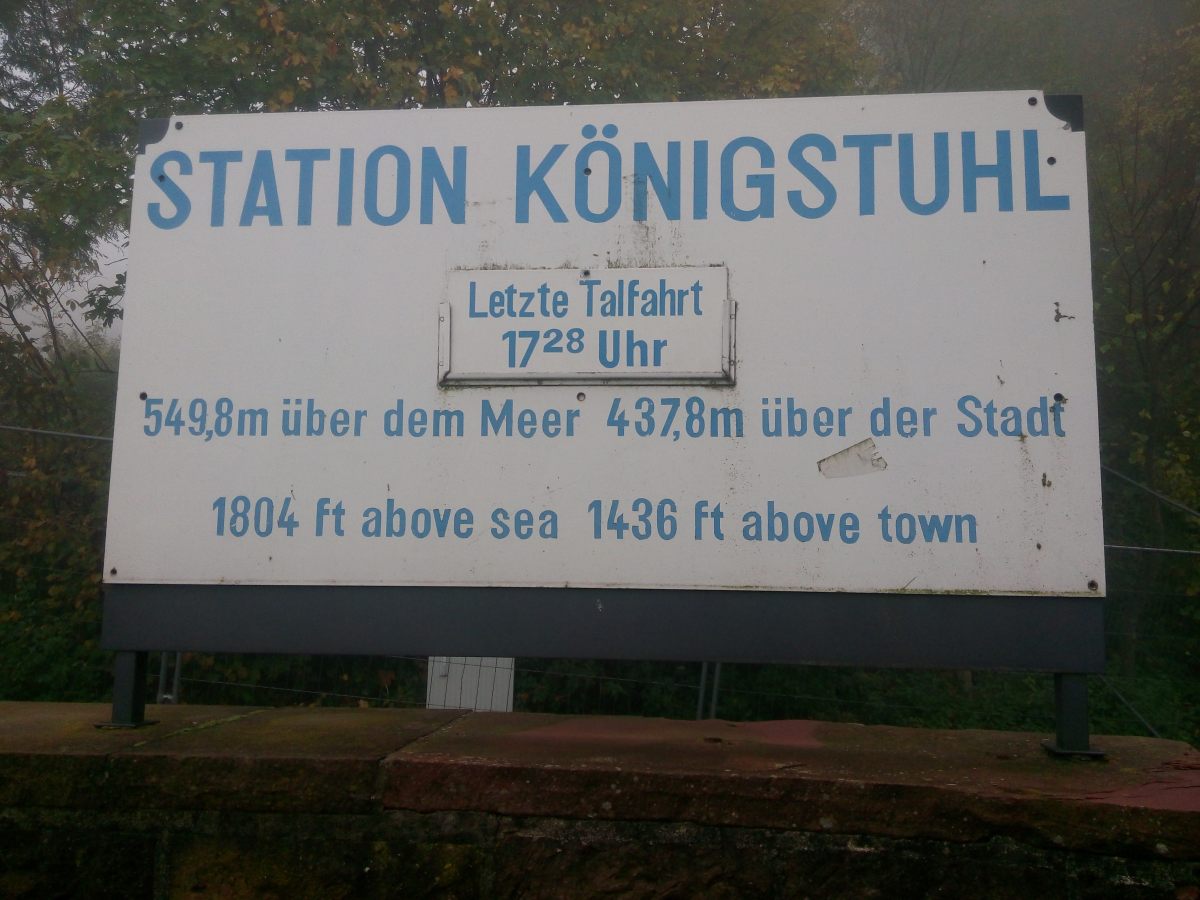 STATION KÖNIGSTUHL
Letzte Talfahrt
17²⁸ Uhr
549,8m über dem Meer 437,8m über der Stadt
1804 ft above sea 1436 ft above town